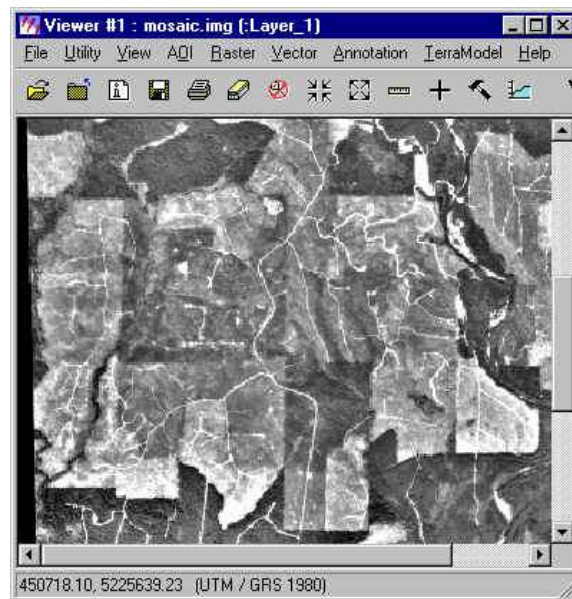 Viewer #1 : mosaic.img (:Layer_1)
File Utility View AOI Raster Vector Annotation TerraModel Help
450718.10, 5225639.23 (UTM / GRS 1980)